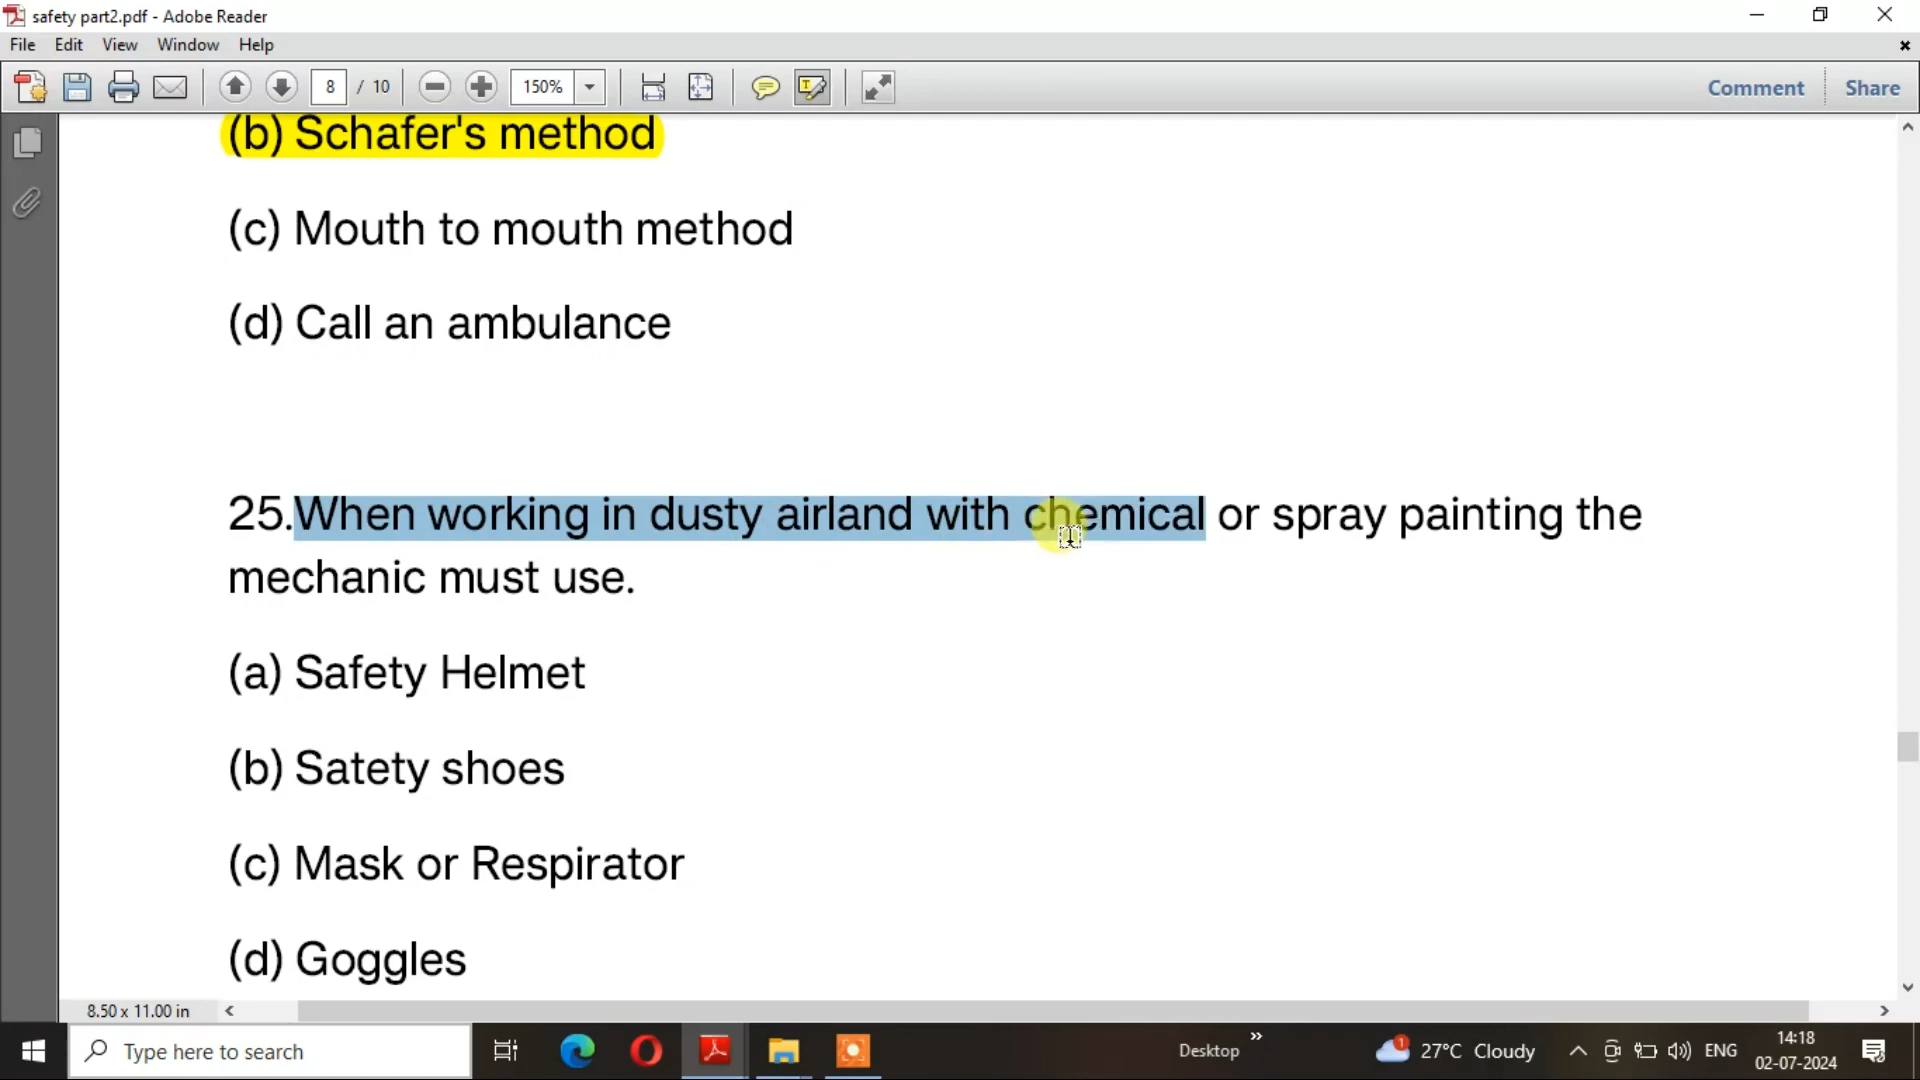 safety part2.pdf - Adobe Reader
File Edit View Window Help
8 / 10 150% Comment Share
(b) Schafer's method
(c) Mouth to mouth method
(d) Call an ambulance
25.When working in dusty airland with chemical or spray painting the
mechanic must use.
(a) Safety Helmet
(b) Satety shoes
(c) Mask or Respirator
(d) Goggles
8.50 x 11.00 in
Type here to search Desktop 1 27°C Cloudy ENG 14:18
02-07-2024